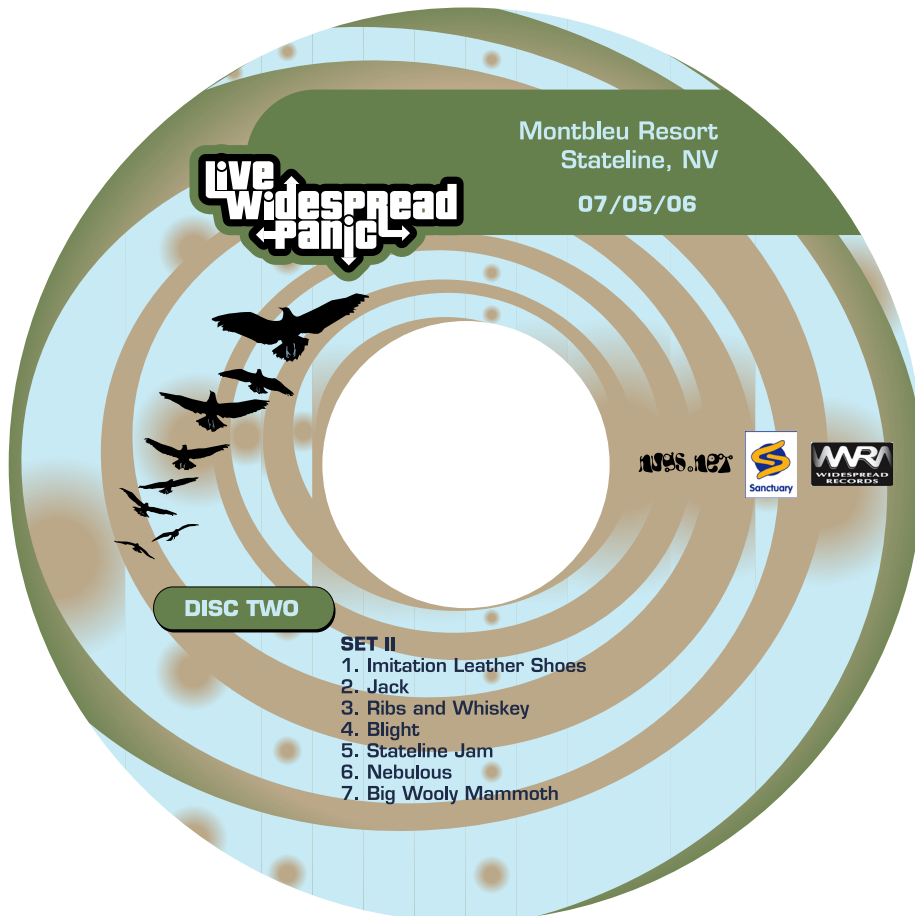 Montbleu Resort
Stateline, NV
07/05/06
Live
Widespread
Panic
nugs.net
Sanctuary
WR
WIDESPREAD
RECORDS
DISC TWO
SET II
1. Imitation Leather Shoes
2. Jack
3. Ribs and Whiskey
4. Blight
5. Stateline Jam
6. Nebulous
7. Big Wooly Mammoth